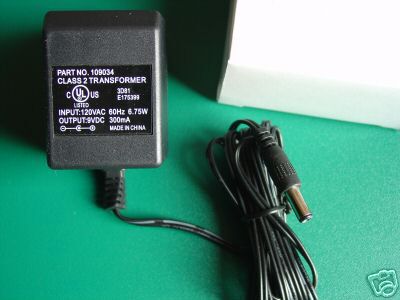 PART NO. 109034
CLASS 2 TRANSFORMER
C UL US 3D81
LISTED E175399
INPUT:120VAC 60Hz 6.75W
OUTPUT:9VDC 300mA
MADE IN CHINA
ebY